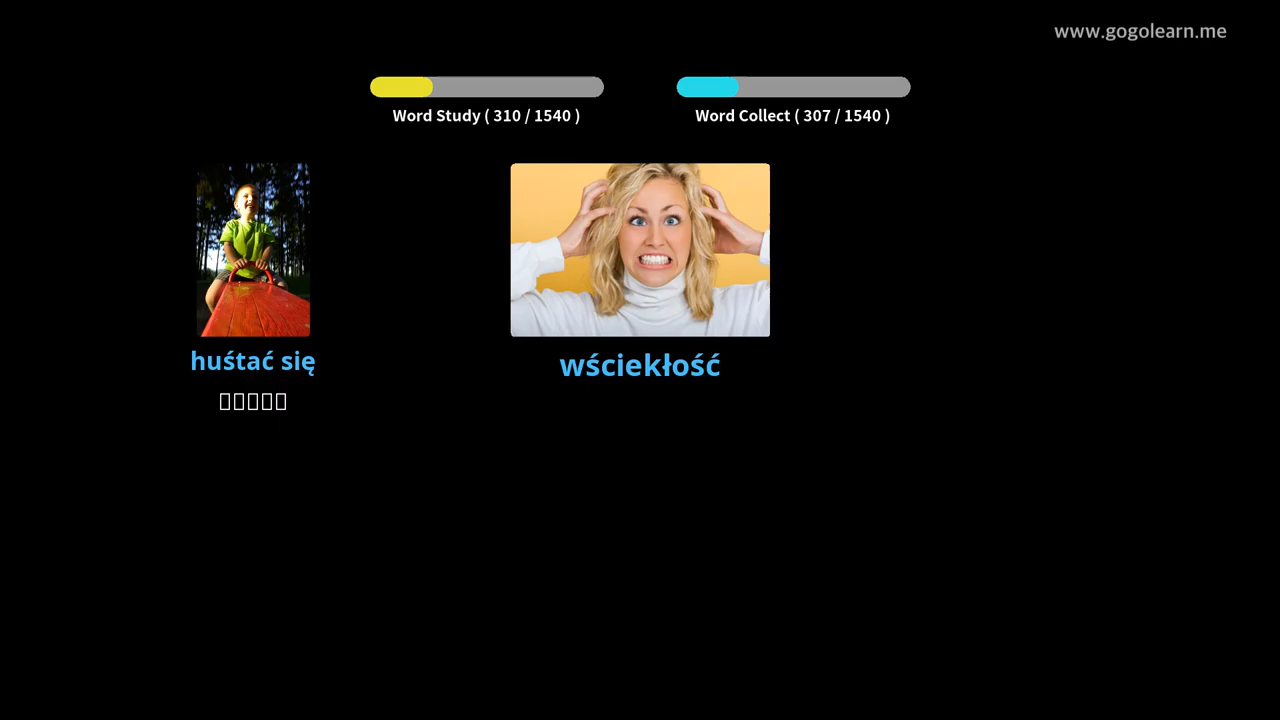 www.gogolearn.me
Word Study ( 310 / 1540 )
Word Collect ( 307 / 1540 )
huśtać się
wściekłość